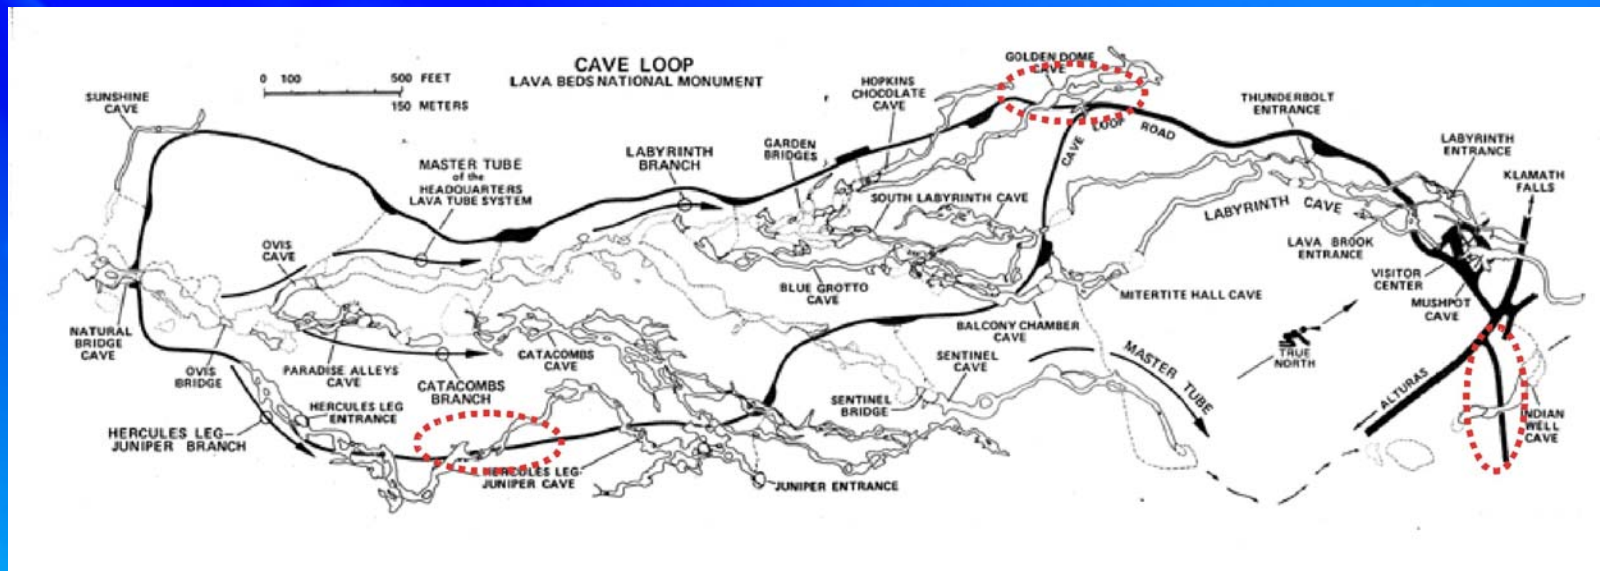 CAVE LOOP
LAVA BEDS NATIONAL MONUMENT
0 100 500 FEET
150 METERS
SUNSHINE
CAVE
MASTER TUBE
of the
HEADQUARTERS
LAVA TUBE SYSTEM
LABYRINTH
BRANCH
GARDEN
BRIDGES
HOPKINS
CHOCOLATE
CAVE
GOLDEN DOME
CAVE
CAVE LOOP ROAD
THUNDERBOLT
ENTRANCE
LABYRINTH
ENTRANCE
KLAMATH
FALLS
SOUTH LABYRINTH CAVE
LABYRINTH CAVE
LAVA BROOK
ENTRANCE
VISITOR
CENTER
MUSHPOT
CAVE
OVIS
CAVE
BLUE GROTTO
CAVE
MITERTITE HALL CAVE
BALCONY CHAMBER
CAVE
TRUE
NORTH
NATURAL
BRIDGE
CAVE
OVIS
BRIDGE
PARADISE ALLEYS
CAVE
CATACOMBS
CAVE
CATACOMBS
BRANCH
SENTINEL
CAVE
SENTINEL
BRIDGE
MASTER TUBE
ALTURAS
INDIAN
WELL
CAVE
HERCULES LEG
ENTRANCE
HERCULES LEG–
JUNIPER BRANCH
HERCULES LEG-
JUNIPER CAVE
JUNIPER ENTRANCE